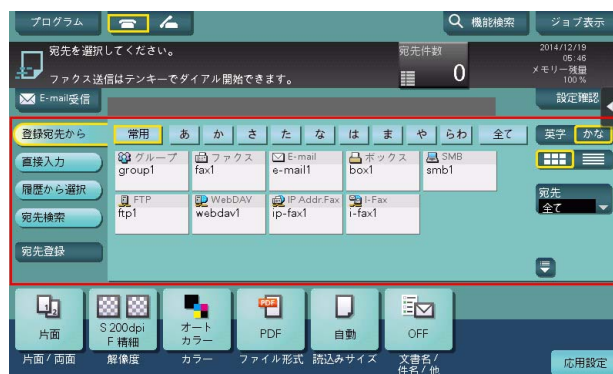 プログラム
機能検索
ジョブ表示
宛先を選択してください。
ファクス送信はテンキーでダイアル開始できます。
宛先件数
0
2014/12/19
05:46
メモリー残量
100 %
E-mail受信
設定確認
登録宛先から
常用 あ か さ た な は ま や らわ 全て
英字 かな
直接入力
履歴から選択
宛先検索
宛先登録
グループ
group1
ファクス
fax1
E-mail
e-mail1
ボックス
box1
SMB
smb1
FTP
ftp1
WebDAV
webdav1
IP Addr.Fax
ip-fax1
I-Fax
i-fax1
宛先
全て
片面
片面 / 両面
S 200dpi
F 精細
解像度
オート
カラー
カラー
PDF
ファイル形式
自動
読込みサイズ
OFF
文書名 /
件名 / 他
応用設定